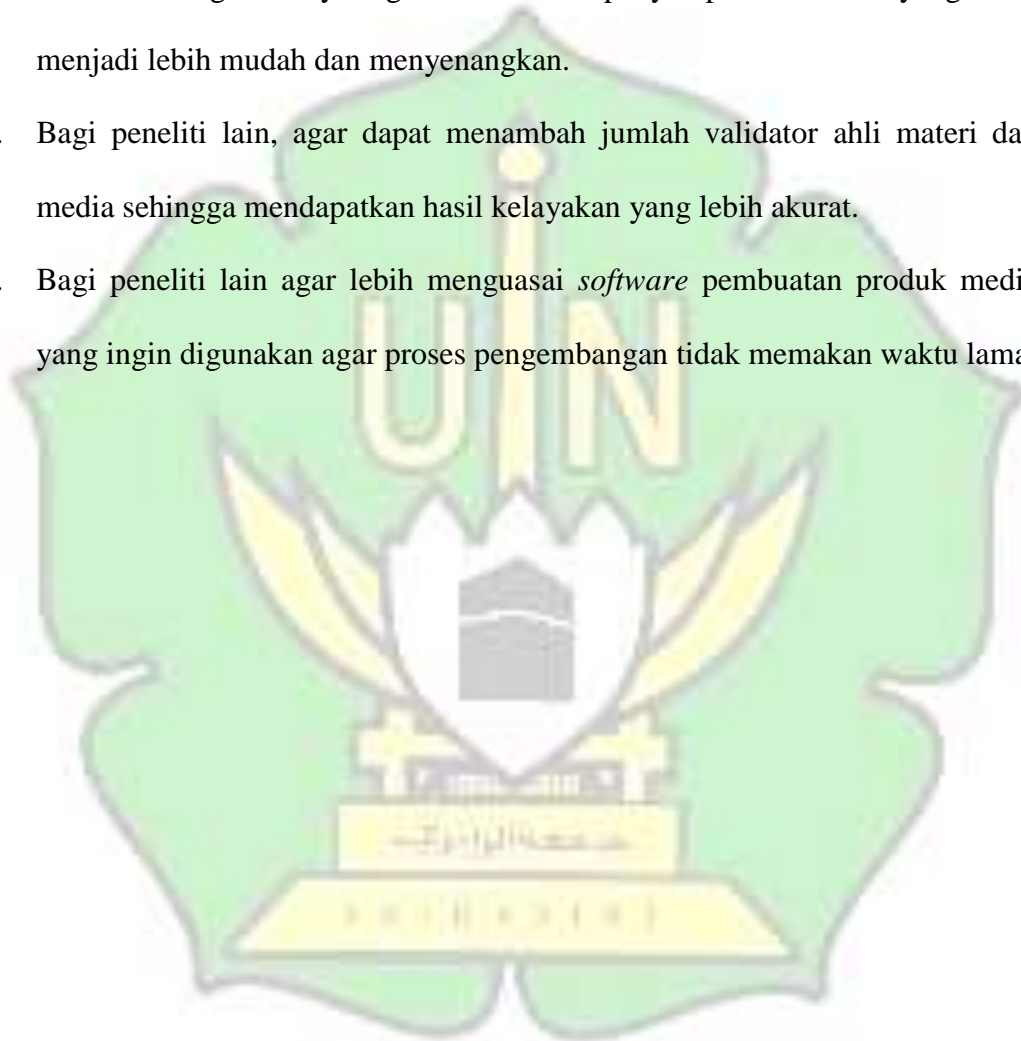 menjadi lebih mudah dan menyenangkan.
. Bagi peneliti lain, agar dapat menambah jumlah validator ahli materi da
media sehingga mendapatkan hasil kelayakan yang lebih akurat.
. Bagi peneliti lain agar lebih menguasai software pembuatan produk medi
yang ingin digunakan agar proses pengembangan tidak memakan waktu lama
UIN